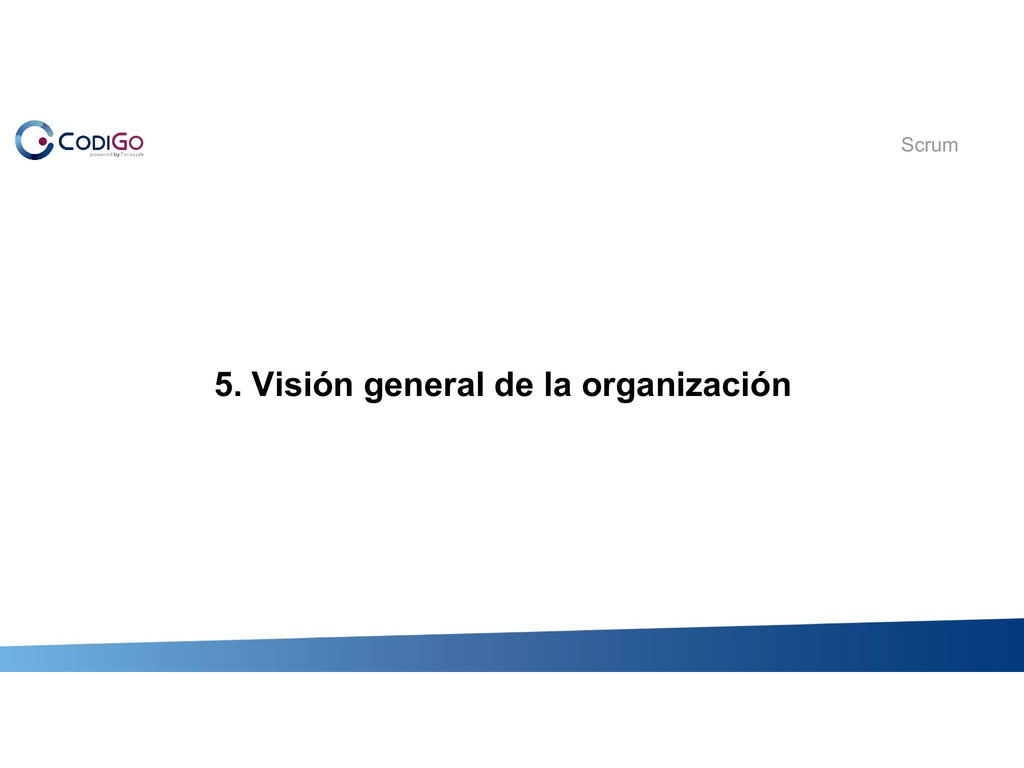 CODIGO
Scrum
powered by Tecsup
5. Visión general de la organización